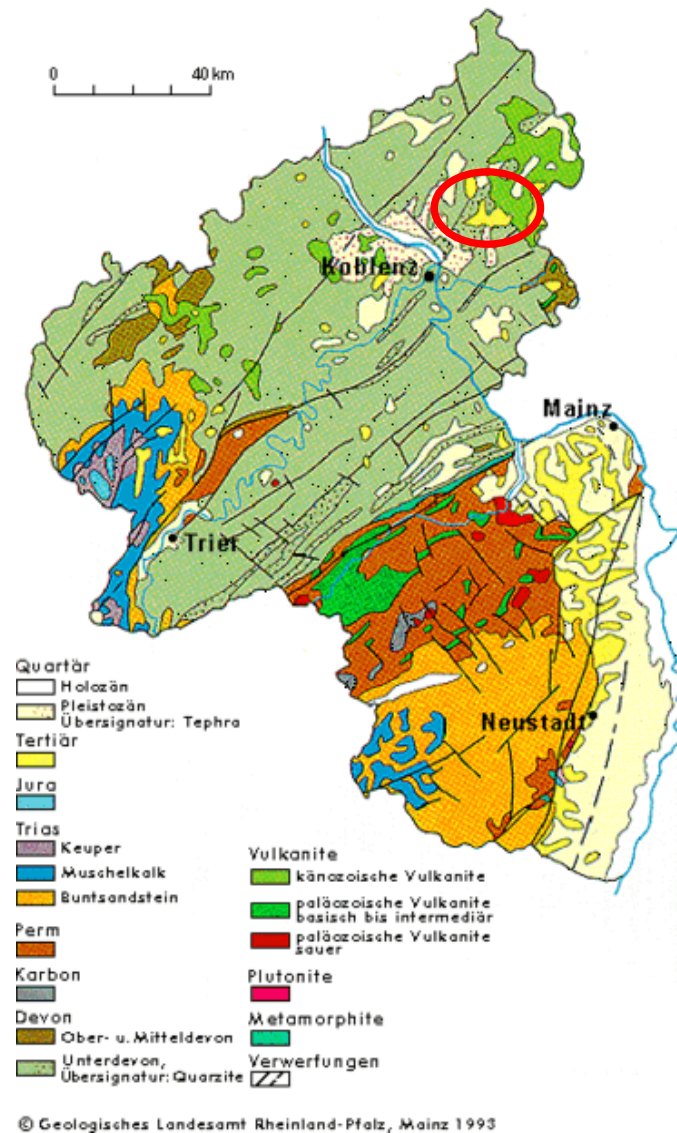 0 40 km
Koblenz
Mainz
Trier
Neustadt
Quartär
Holozän
Pleistozän
Übersignatur: Tephra
Tertiär
Jura
Trias
Keuper
Muschelkalk
Buntsandstein
Perm
Karbon
Devon
Ober- u. Mitteldevon
Unterdevon,
Übersignatur: Quarzite
Vulkanite
känozoische Vulkanite
paläozoische Vulkanite
basisch bis intermediär
paläozoische Vulkanite
sauer
Plutonite
Metamorphite
Verwerfungen
© Geologisches Landesamt Rheinland-Pfalz, Mainz 1993